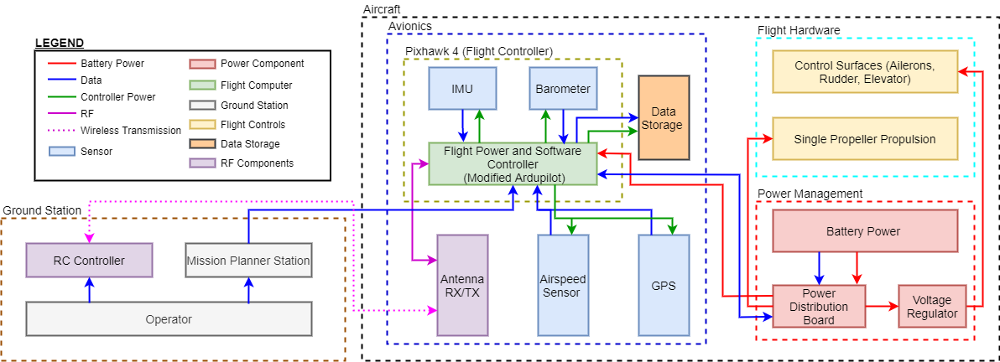 Aircraft
Avionics
Flight Hardware
LEGEND
Battery Power
Data
Controller Power
RF
Wireless Transmission
Sensor
Power Component
Flight Computer
Ground Station
Flight Controls
Data Storage
RF Components
Pixhawk 4 (Flight Controller)
IMU
Barometer
Data
Storage
Flight Power and Software
Controller
(Modified Ardupilot)
Control Surfaces (Ailerons,
Rudder, Elevator)
Single Propeller Propulsion
Ground Station
RC Controller
Mission Planner Station
Operator
Antenna
RX/TX
Airspeed
Sensor
GPS
Power Management
Battery Power
Power
Distribution
Board
Voltage
Regulator